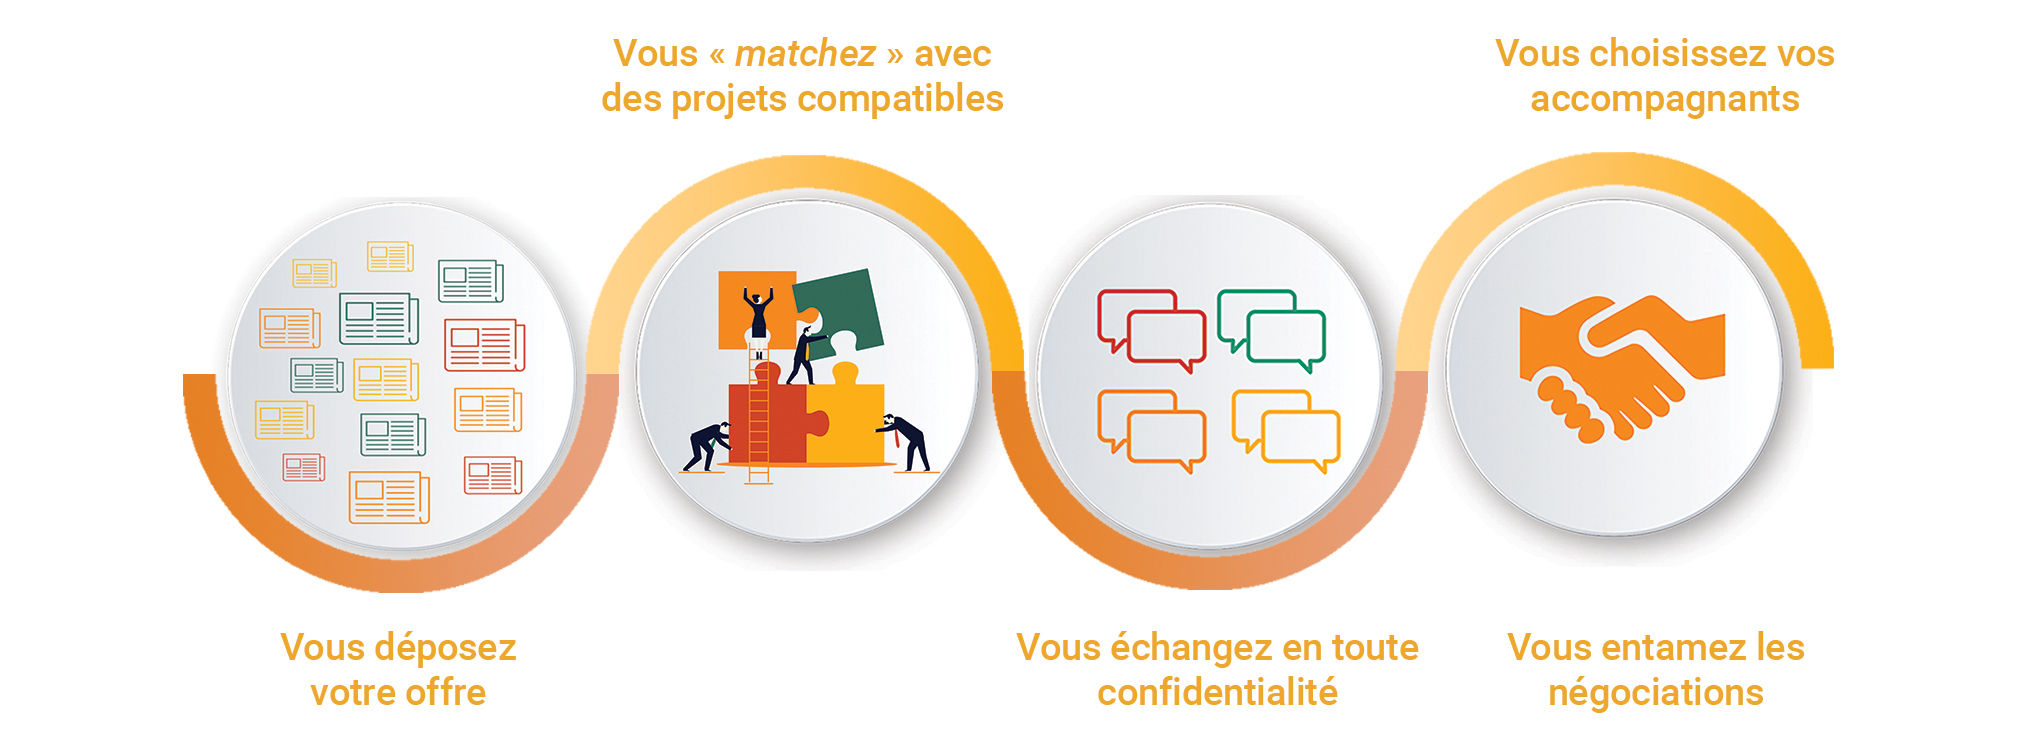 Vous déposez
votre offre
Vous « matchez » avec
des projets compatibles
Vous échangez en toute
confidentialité
Vous choisissez vos
accompagnants
Vous entamez les
négociations